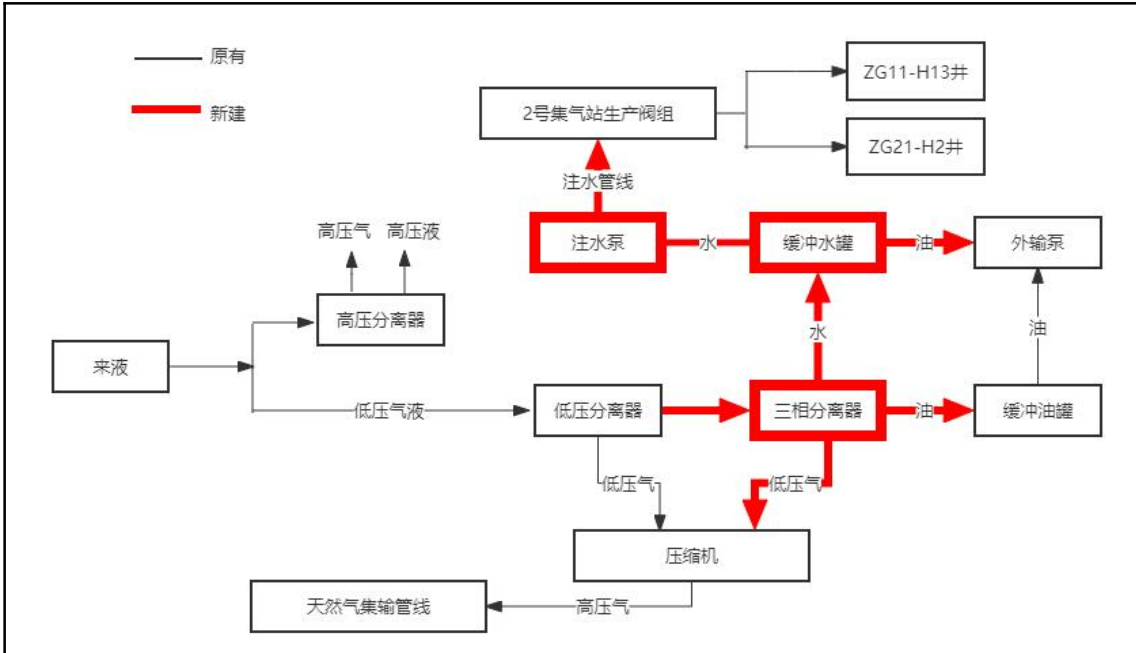 原有
新建
2号集气站生产阀组
ZG11-H13井
ZG21-H2井
注水管线
注水泵
水
缓冲水罐
油
外输泵
高压气
高压液
高压分离器
水
油
来液
低压气液
低压分离器
三相分离器
油
缓冲油罐
低压气
低压气
压缩机
天然气集输管线
高压气